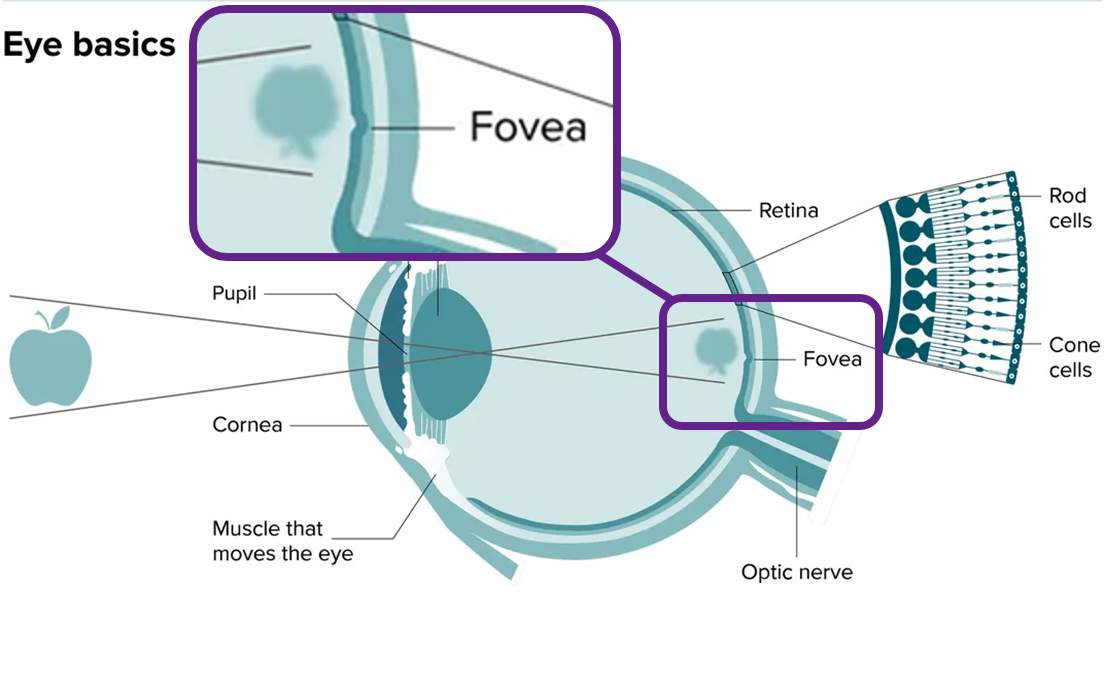 Eye basics
Fovea
Retina
Rod
cells
Pupil
Fovea
Cone
cells
Cornea
Muscle that
moves the eye
Optic nerve